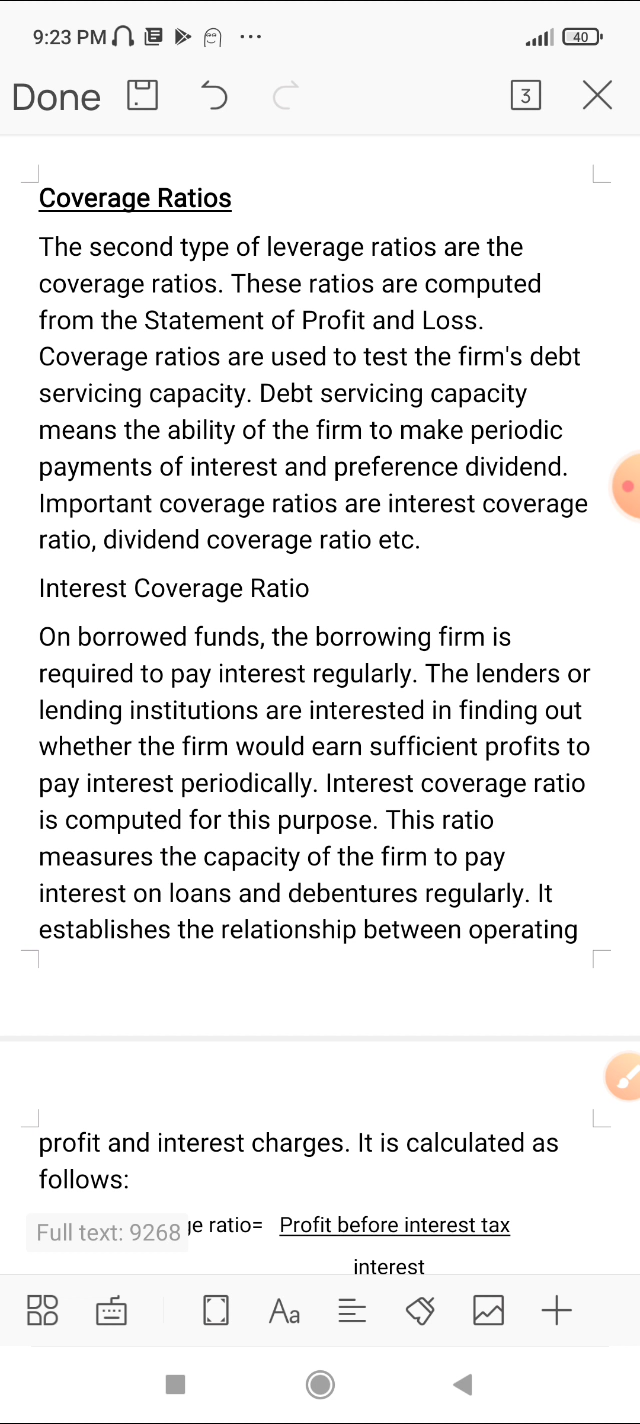 9:23 PM
40
Done
3
Coverage Ratios
The second type of leverage ratios are the
coverage ratios. These ratios are computed
from the Statement of Profit and Loss.
Coverage ratios are used to test the firm's debt
servicing capacity. Debt servicing capacity
means the ability of the firm to make periodic
payments of interest and preference dividend.
Important coverage ratios are interest coverage
ratio, dividend coverage ratio etc.
Interest Coverage Ratio
On borrowed funds, the borrowing firm is
required to pay interest regularly. The lenders or
lending institutions are interested in finding out
whether the firm would earn sufficient profits to
pay interest periodically. Interest coverage ratio
is computed for this purpose. This ratio
measures the capacity of the firm to pay
interest on loans and debentures regularly. It
establishes the relationship between operating
profit and interest charges. It is calculated as
follows:
Full text: 9268 ratio= Profit before interest tax
interest
Aa